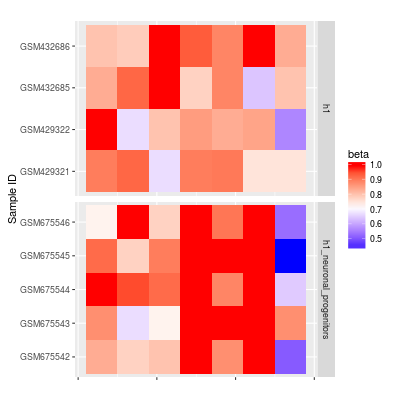 Sample ID
GSM432686
GSM432685
GSM429322
GSM429321
h1
GSM675546
GSM675545
GSM675544
GSM675543
GSM675542
h1_neuronal_progenitors
beta
1.0
0.9
0.8
0.7
0.6
0.5